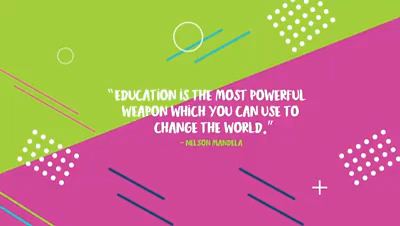 "EDUCATION IS THE MOST POWERFUL
WEAPON WHICH YOU CAN USE TO
CHANGE THE WORLD."
- NELSON MANDELA